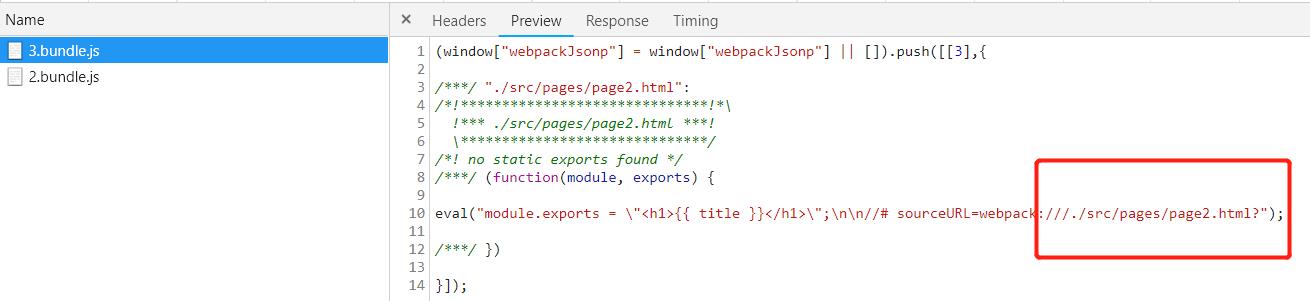 Name
3.bundle.js
2.bundle.js
× Headers Preview Response Timing
1 (window["webpackJsonp"] = window["webpackJsonp"] || []).push([[3],{
2
3 /***/ "./src/pages/page2.html":
4 /*!******************************!*\
5   !*** ./src/pages/page2.html ***!
6   \******************************/
7 /*! no static exports found */
8 /***/ (function(module, exports) {
9
10 eval("module.exports = \"<h1>{{ title }}</h1>\";\n\n//# sourceURL=webpack:///./src/pages/page2.html?");
11
12 /***/ })
13
14 }]);